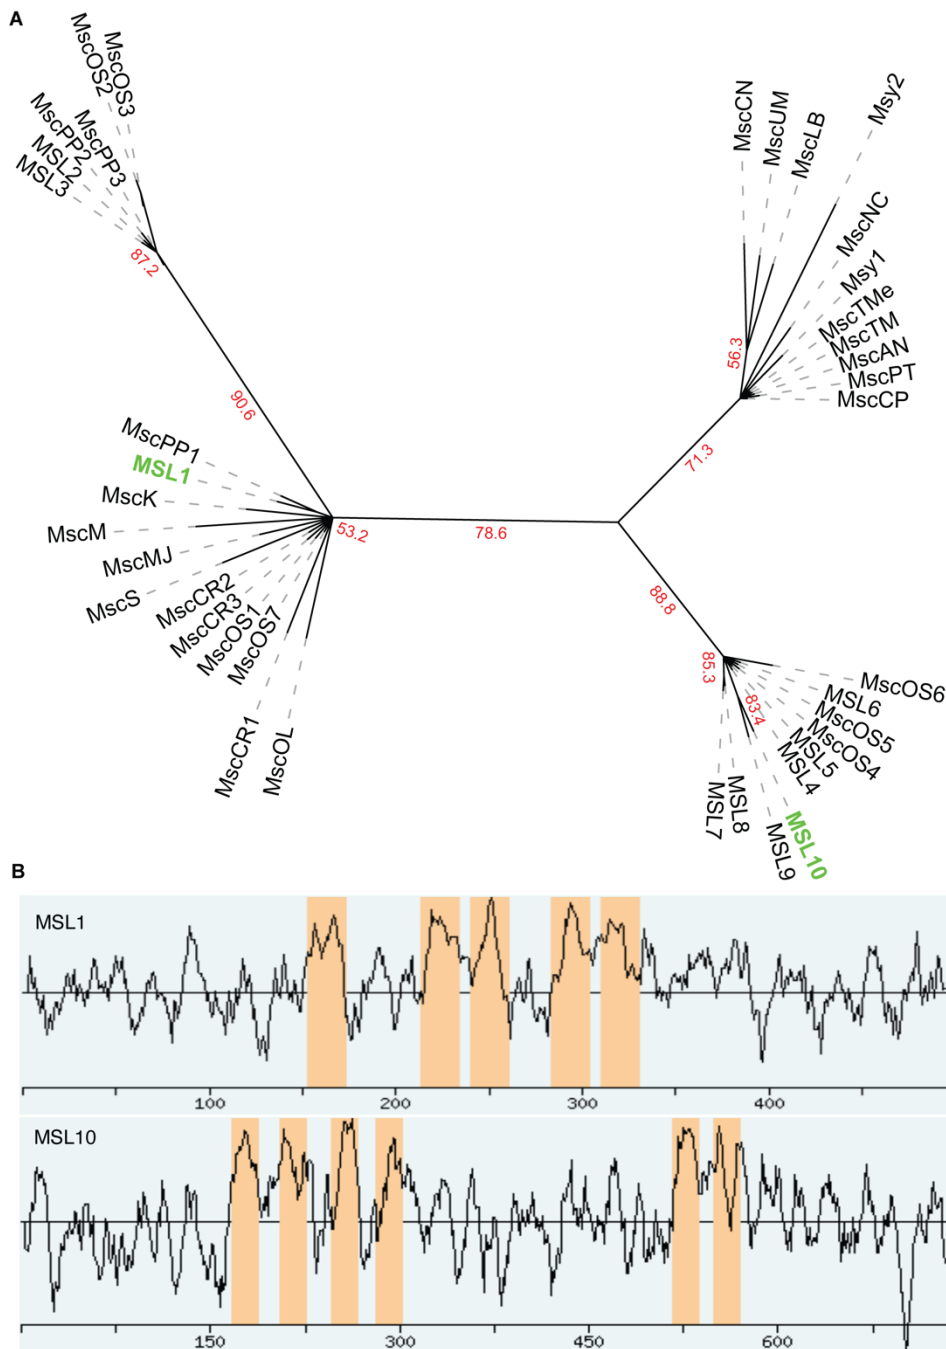 A
MscOS3
MscOS2
MscPP3
MscPP2
MSL2
MSL3
87.2
90.6
MscPP1
MSL1
MscK
MscM
MscMJ
MscS
MscCR2
MscCR3
MscOS1
MscOS7
MscCR1
MscOL
53.2
78.6
MscCN
MscUM
MscLB
Msy2
MscNC
Msy1
MscTMe
MscTM
MscAN
MscPT
MscCP
56.3
71.3
88.8
85.3
83.4
MscOS6
MSL6
MscOS5
MscOS4
MSL5
MSL4
MSL10
MSL9
MSL8
MSL7
B
MSL1
100 200 300 400
MSL10
150 300 450 600